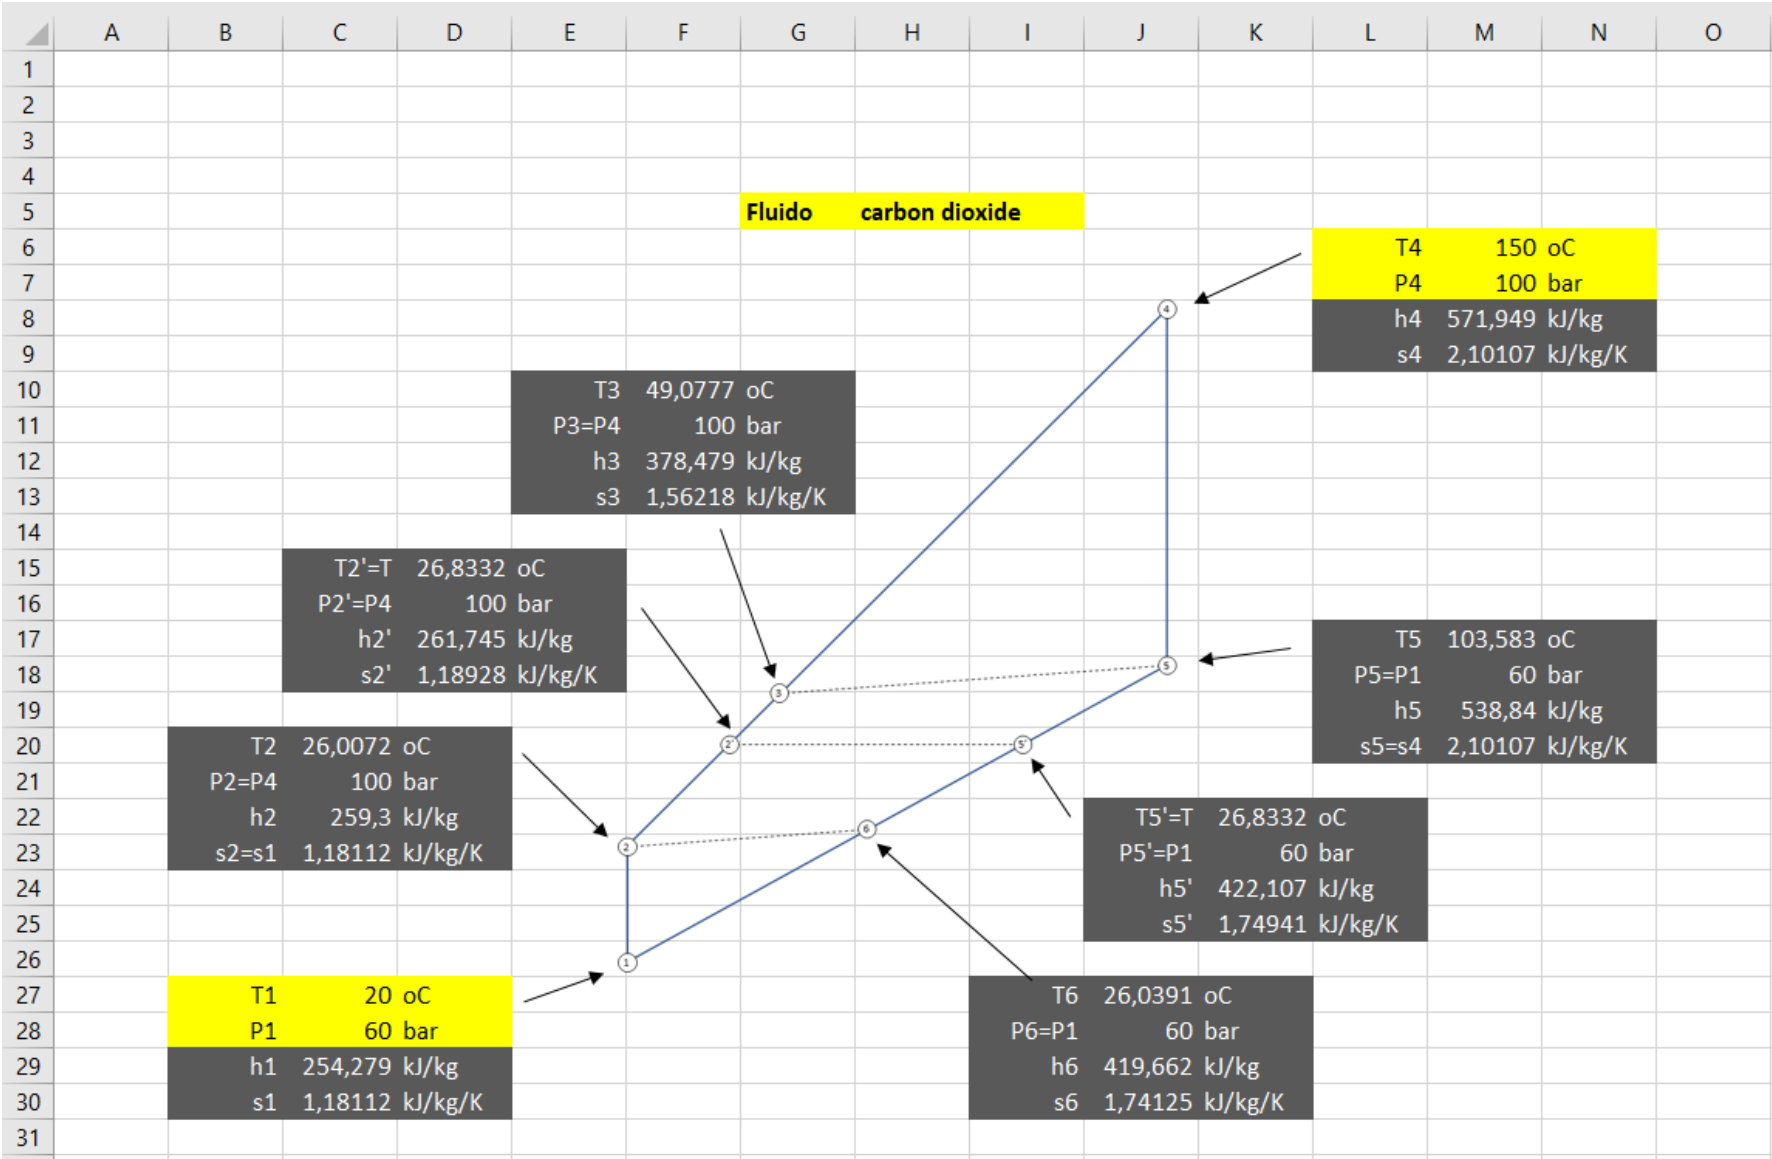 A B C D E F G H I J K L M N O
1
2
3
4
5 Fluido carbon dioxide
6 T4 150 oC
7 P4 100 bar
8 h4 571,949 kJ/kg
9 s4 2,10107 kJ/kg/K
10 T3 49,0777 oC
11 P3=P4 100 bar
12 h3 378,479 kJ/kg
13 s3 1,56218 kJ/kg/K
14
15 T2'=T 26,8332 oC
16 P2'=P4 100 bar
17 h2' 261,745 kJ/kg T5 103,583 oC
18 s2' 1,18928 kJ/kg/K P5=P1 60 bar
19 h5 538,84 kJ/kg
20 T2 26,0072 oC s5=s4 2,10107 kJ/kg/K
21 P2=P4 100 bar
22 h2 259,3 kJ/kg T5'=T 26,8332 oC
23 s2=s1 1,18112 kJ/kg/K P5'=P1 60 bar
24 h5' 422,107 kJ/kg
25 s5' 1,74941 kJ/kg/K
26
27 T1 20 oC T6 26,0391 oC
28 P1 60 bar P6=P1 60 bar
29 h1 254,279 kJ/kg h6 419,662 kJ/kg
30 s1 1,18112 kJ/kg/K s6 1,74125 kJ/kg/K
31
4
5
3
2'
5'
6
2
1